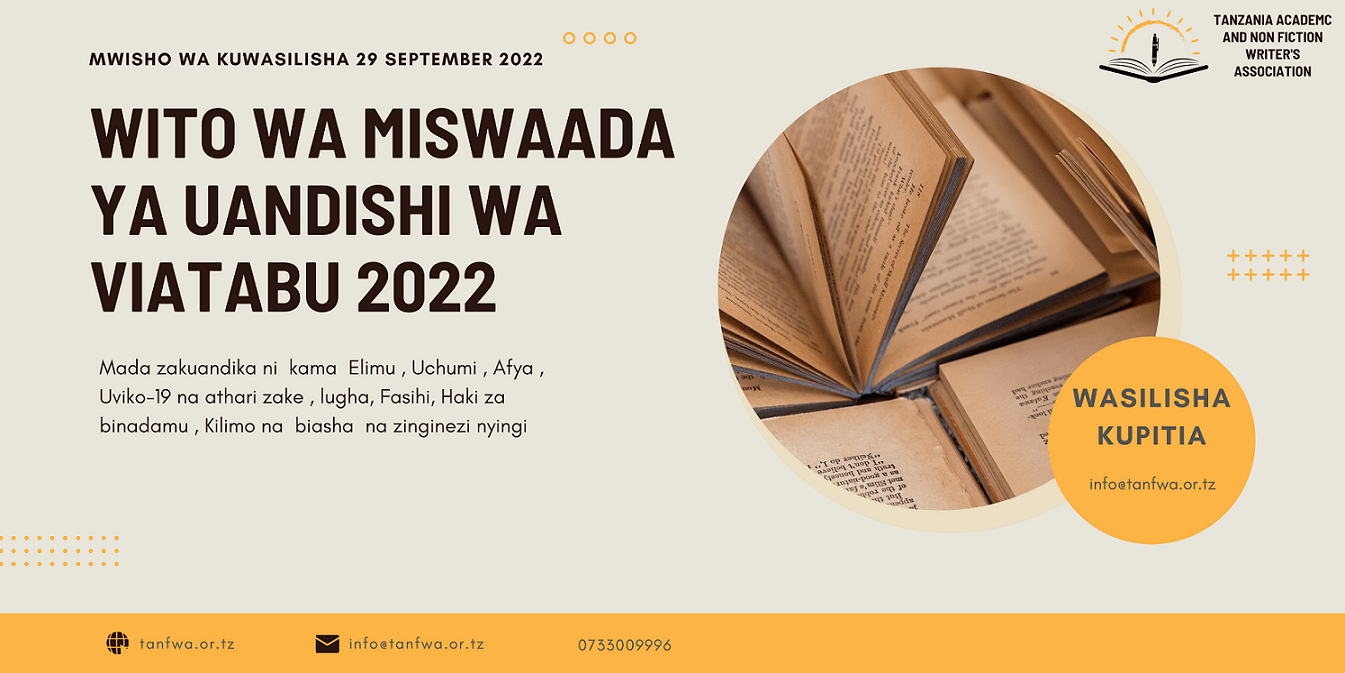 MWISHO WA KUWASILISHA 29 SEPTEMBER 2022
TANZANIA ACADEMC
AND NON FICTION
WRITER'S
ASSOCIATION
WITO WA MISWAADA
YA UANDISHI WA
VIATABU 2022
Mada zakuandika ni kama Elimu , Uchumi , Afya ,
Uviko-19 na athari zake , lugha, Fasihi, Haki za
binadamu , Kilimo na biasha na zinginezi nyingi
WASILISHA
KUPITIA
info@tanfwa.or.tz
tanfwa.or.tz
info@tanfwa.or.tz
0733009996